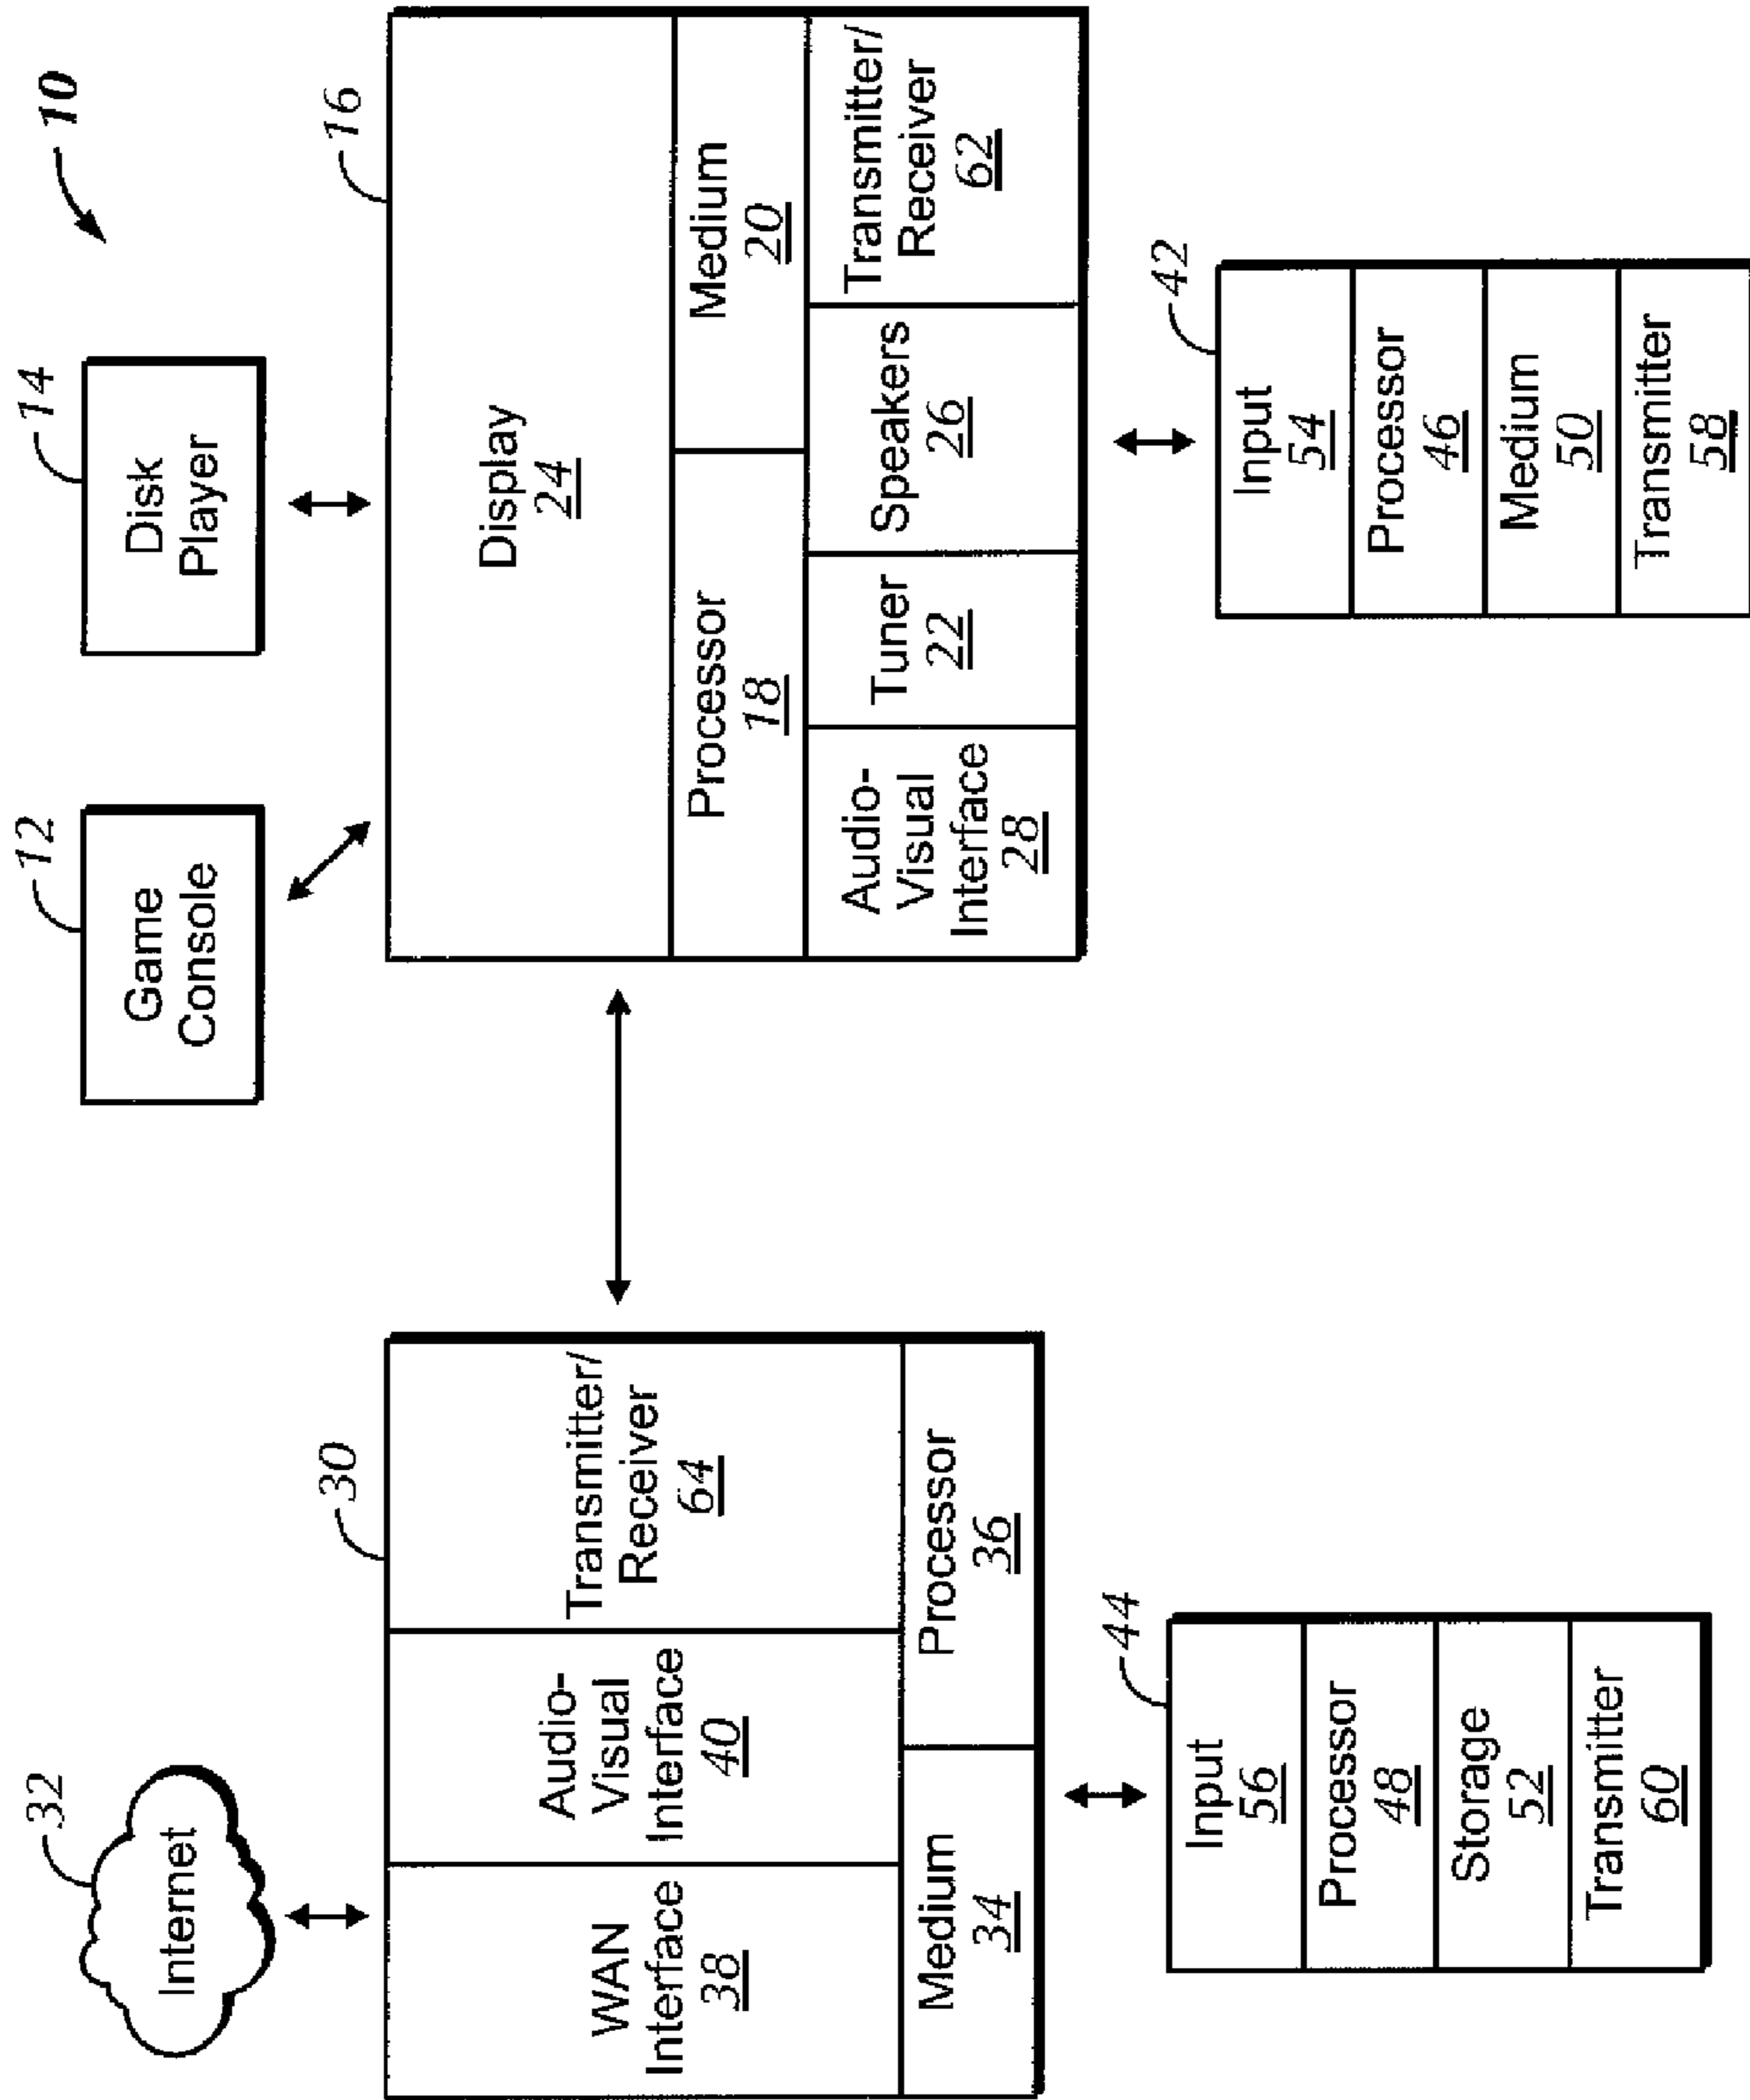 10
32
Internet
12
Game
Console
14
Disk
Player
30
WAN
Interface
38
Audio-
Visual
Interface
40
Transmitter/
Receiver
64
Medium
34
Processor
36
16
Display
24
Processor
18
Medium
20
Audio-
Visual
Interface
28
Tuner
22
Speakers
26
Transmitter/
Receiver
62
44
Input
56
Processor
48
Storage
52
Transmitter
60
42
Input
54
Processor
46
Medium
50
Transmitter
58